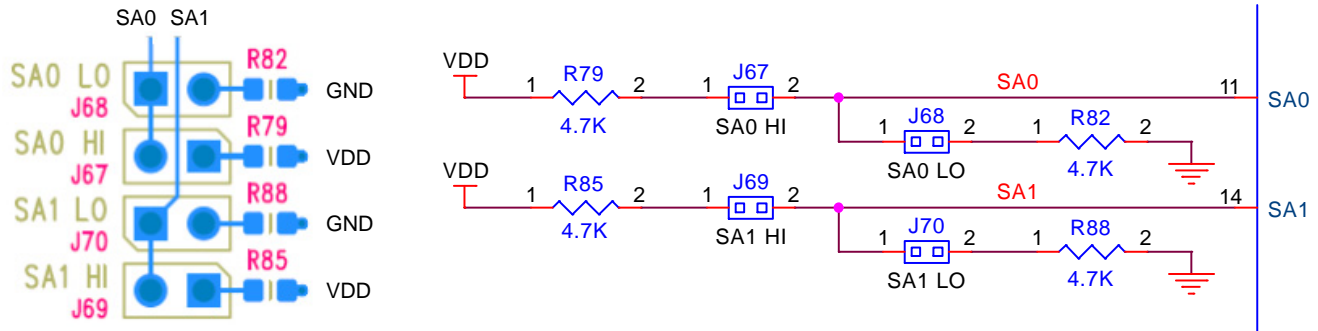 SA0 SA1
SA0 LO
J68
R82
GND
SA0 HI
J67
R79
VDD
SA1 LO
J70
R88
GND
SA1 HI
J69
R85
VDD
VDD
1 R79 2
4.7K
1 J67 2
SA0 HI
SA0
11 SA0
1 J68 2
SA0 LO
1 R82 2
4.7K
VDD
1 R85 2
4.7K
1 J69 2
SA1 HI
SA1
14 SA1
1 J70 2
SA1 LO
1 R88 2
4.7K